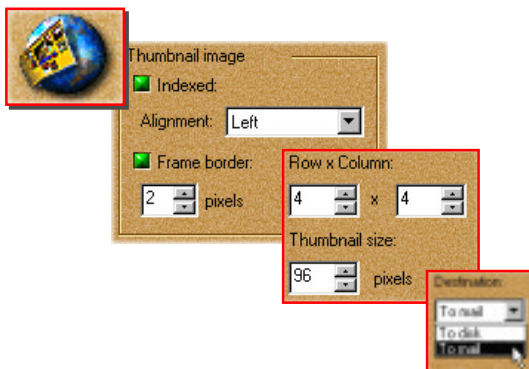 Thumbnail image
Indexed:
Alignment: Left
Frame border:
2 pixels
Row x Column:
4 x 4
Thumbnail size:
96 pixels
Destination:
To mail
To disk
To mail